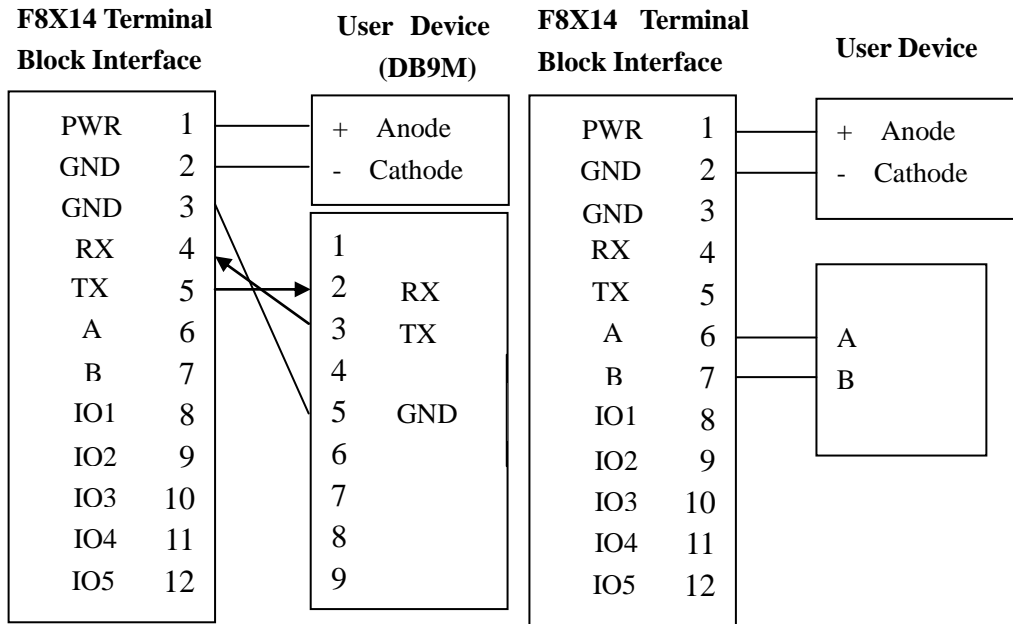 F8X14 Terminal
Block Interface
PWR 1
GND 2
GND 3
RX 4
TX 5
A 6
B 7
IO1 8
IO2 9
IO3 10
IO4 11
IO5 12
User Device
(DB9M)
+ Anode
- Cathode
1
2 RX
3 TX
4
5 GND
6
7
8
9
F8X14 Terminal
Block Interface
PWR 1
GND 2
GND 3
RX 4
TX 5
A 6
B 7
IO1 8
IO2 9
IO3 10
IO4 11
IO5 12
User Device
+ Anode
- Cathode
A
B